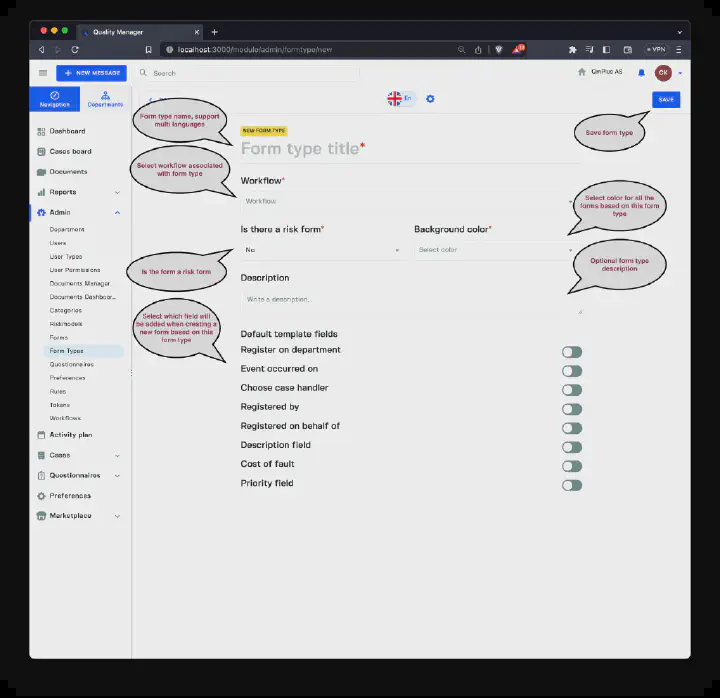 Quality Manager
localhost:3000/module/admin/formtype/new
VPN
NEW MESSAGE
Search
QmPlus AS
CK
Navigation
Departments
En
SAVE
Form type name, support
multi languages
Save form type
NEW FORM TYPE
Form type title*
Select workflow associated
with form type
Workflow*
Workflow
Select color for all the
forms based on this form
type
Is there a risk form*
Background color*
No
Select color
Is the form a risk form
Optional form type
description
Description
Write a description...
Select which field will
be added when creating a
new form based on this
form type
Default template fields
Register on department
Event occurred on
Choose case handler
Registered by
Registered on behalf of
Description field
Cost of fault
Priority field
Dashboard
Cases board
Documents
Reports
Admin
Department
Users
User Types
User Permissions
Documents Manager
Documents Dashboar...
Categories
Riskmodels
Forms
Form Types
Questionnaires
Preferences
Rules
Tokens
Workflows
Activity plan
Cases
Questionnaires
Preferences
Marketplace